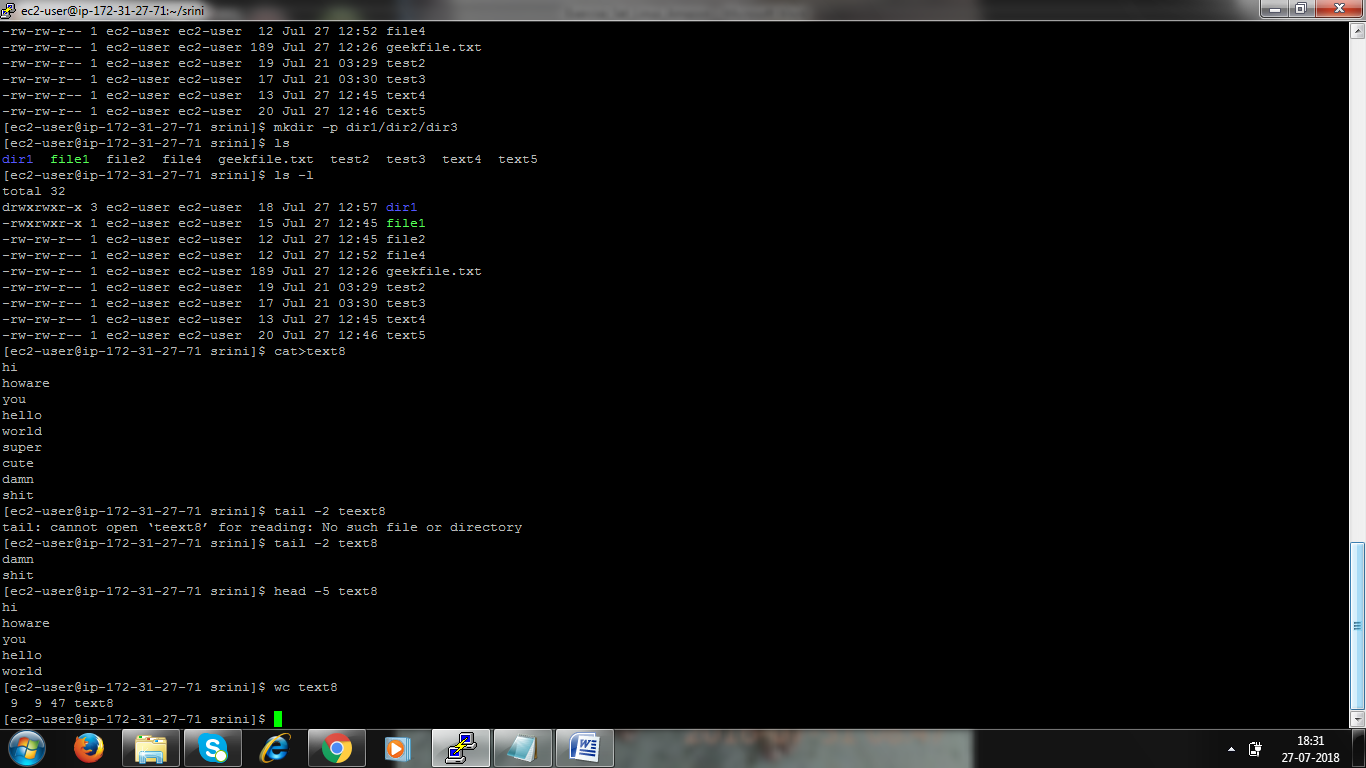 ec2-user@ip-172-31-27-71:~/srini
-rw-rw-r-- 1 ec2-user ec2-user  12 Jul 27 12:52 file4
-rw-rw-r-- 1 ec2-user ec2-user 189 Jul 27 12:26 geekfile.txt
-rw-rw-r-- 1 ec2-user ec2-user  19 Jul 21 03:29 test2
-rw-rw-r-- 1 ec2-user ec2-user  17 Jul 21 03:30 test3
-rw-rw-r-- 1 ec2-user ec2-user  13 Jul 27 12:45 text4
-rw-rw-r-- 1 ec2-user ec2-user  20 Jul 27 12:46 text5
[ec2-user@ip-172-31-27-71 srini]$ mkdir -p dir1/dir2/dir3
[ec2-user@ip-172-31-27-71 srini]$ ls
dir1  file1  file2  file4  geekfile.txt  test2  test3  text4  text5
[ec2-user@ip-172-31-27-71 srini]$ ls -l
total 32
drwxrwxr-x 3 ec2-user ec2-user  18 Jul 27 12:57 dir1
-rwxrwxr-x 1 ec2-user ec2-user  15 Jul 27 12:45 file1
-rw-rw-r-- 1 ec2-user ec2-user  12 Jul 27 12:45 file2
-rw-rw-r-- 1 ec2-user ec2-user  12 Jul 27 12:52 file4
-rw-rw-r-- 1 ec2-user ec2-user 189 Jul 27 12:26 geekfile.txt
-rw-rw-r-- 1 ec2-user ec2-user  19 Jul 21 03:29 test2
-rw-rw-r-- 1 ec2-user ec2-user  17 Jul 21 03:30 test3
-rw-rw-r-- 1 ec2-user ec2-user  13 Jul 27 12:45 text4
-rw-rw-r-- 1 ec2-user ec2-user  20 Jul 27 12:46 text5
[ec2-user@ip-172-31-27-71 srini]$ cat>text8
hi
howare
you
hello
world
super
cute
damn
shit
[ec2-user@ip-172-31-27-71 srini]$ tail -2 teext8
tail: cannot open ‘teext8’ for reading: No such file or directory
[ec2-user@ip-172-31-27-71 srini]$ tail -2 text8
damn
shit
[ec2-user@ip-172-31-27-71 srini]$ head -5 text8
hi
howare
you
hello
world
[ec2-user@ip-172-31-27-71 srini]$ wc text8
 9  9 47 text8
[ec2-user@ip-172-31-27-71 srini]$
18:31
27-07-2018